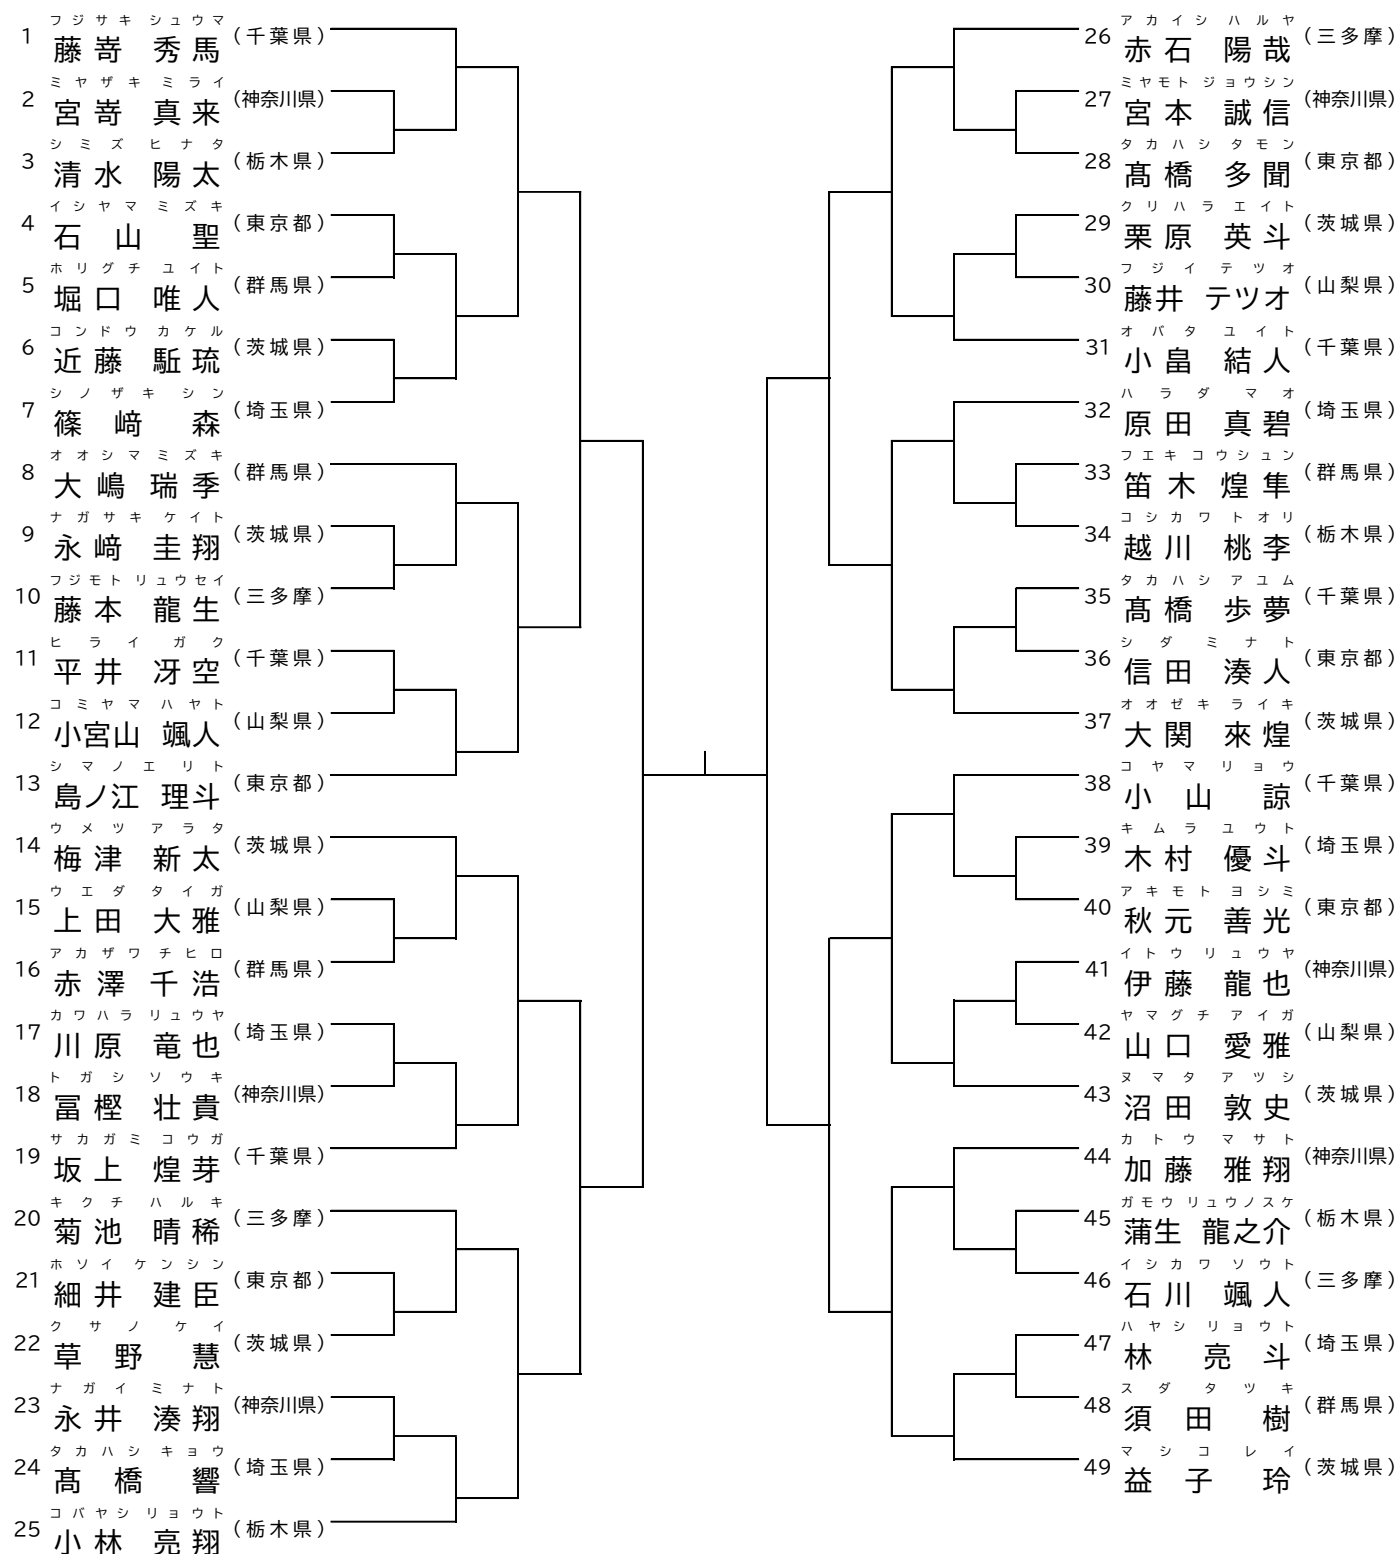 フジサキ シュウマ
1 藤嵜 秀馬 (千葉県)
ミヤザキ ミライ
2 宮嵜 真来 (神奈川県)
シミズ ヒナタ
3 清水 陽太 (栃木県)
イシヤマ ミズキ
4 石山 聖 (東京都)
ホリグチ ユイト
5 堀口 唯人 (群馬県)
コンドウ カケル
6 近藤 駈琉 (茨城県)
シノザキ シン
7 篠﨑 森 (埼玉県)
オオシマ ミズキ
8 大嶋 瑞季 (群馬県)
ナガサキ ケイト
9 永﨑 圭翔 (茨城県)
フジモト リュウセイ
10 藤本 龍生 (三多摩)
ヒライ ガク
11 平井 冴空 (千葉県)
コミヤマ ハヤト
12 小宮山 颯人 (山梨県)
シマノエ リト
13 島ノ江 理斗 (東京都)
ウメツ アラタ
14 梅津 新太 (茨城県)
ウエダ タイガ
15 上田 大雅 (山梨県)
アカザワ チヒロ
16 赤澤 千浩 (群馬県)
カワハラ リュウヤ
17 川原 竜也 (埼玉県)
トガシ ソウキ
18 冨樫 壮貴 (神奈川県)
サカガミ コウガ
19 坂上 煌芽 (千葉県)
キクチ ハルキ
20 菊池 晴稀 (三多摩)
ホソイ ケンシン
21 細井 建臣 (東京都)
クサノ ケイ
22 草野 慧 (茨城県)
ナガイ ミナト
23 永井 湊翔 (神奈川県)
タカハシ キョウ
24 髙橋 響 (埼玉県)
コバヤシ リョウト
25 小林 亮翔 (栃木県)
アカイシ ハルヤ
26 赤石 陽哉 (三多摩)
ミヤモト ジョウシン
27 宮本 誠信 (神奈川県)
タカハシ タモン
28 髙橋 多聞 (東京都)
クリハラ エイト
29 栗原 英斗 (茨城県)
フジイ テツオ
30 藤井 テツオ (山梨県)
オバタ ユイト
31 小畠 結人 (千葉県)
ハラダ マオ
32 原田 真碧 (埼玉県)
フエキ コウシュン
33 笛木 煌隼 (群馬県)
コシカワ トオリ
34 越川 桃李 (栃木県)
タカハシ アユム
35 髙橋 歩夢 (千葉県)
シダ ミナト
36 信田 湊人 (東京都)
オオゼキ ライキ
37 大関 來煌 (茨城県)
コヤマ リョウ
38 小山 諒 (千葉県)
キムラ ユウト
39 木村 優斗 (埼玉県)
アキモト ヨシミ
40 秋元 善光 (東京都)
イトウ リュウヤ
41 伊藤 龍也 (神奈川県)
ヤマグチ アイガ
42 山口 愛雅 (山梨県)
ヌマタ アツシ
43 沼田 敦史 (茨城県)
カトウ マサト
44 加藤 雅翔 (神奈川県)
ガモウ リュウノスケ
45 蒲生 龍之介 (栃木県)
イシカワ ソウト
46 石川 颯人 (三多摩)
ハヤシ リョウト
47 林 亮斗 (埼玉県)
スダ タツキ
48 須田 樹 (群馬県)
マシコ レイ
49 益子 玲 (茨城県)